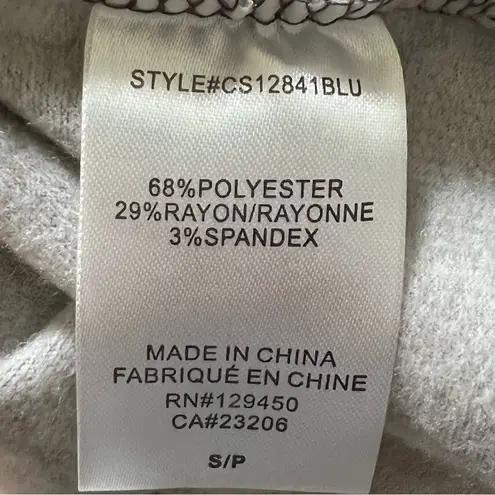 STYLE#CS12841BLU
68%POLYESTER
29%RAYON/RAYONNE
3%SPANDEX
MADE IN CHINA
FABRIQUÉ EN CHINE
RN#129450
CA#23206
S/P